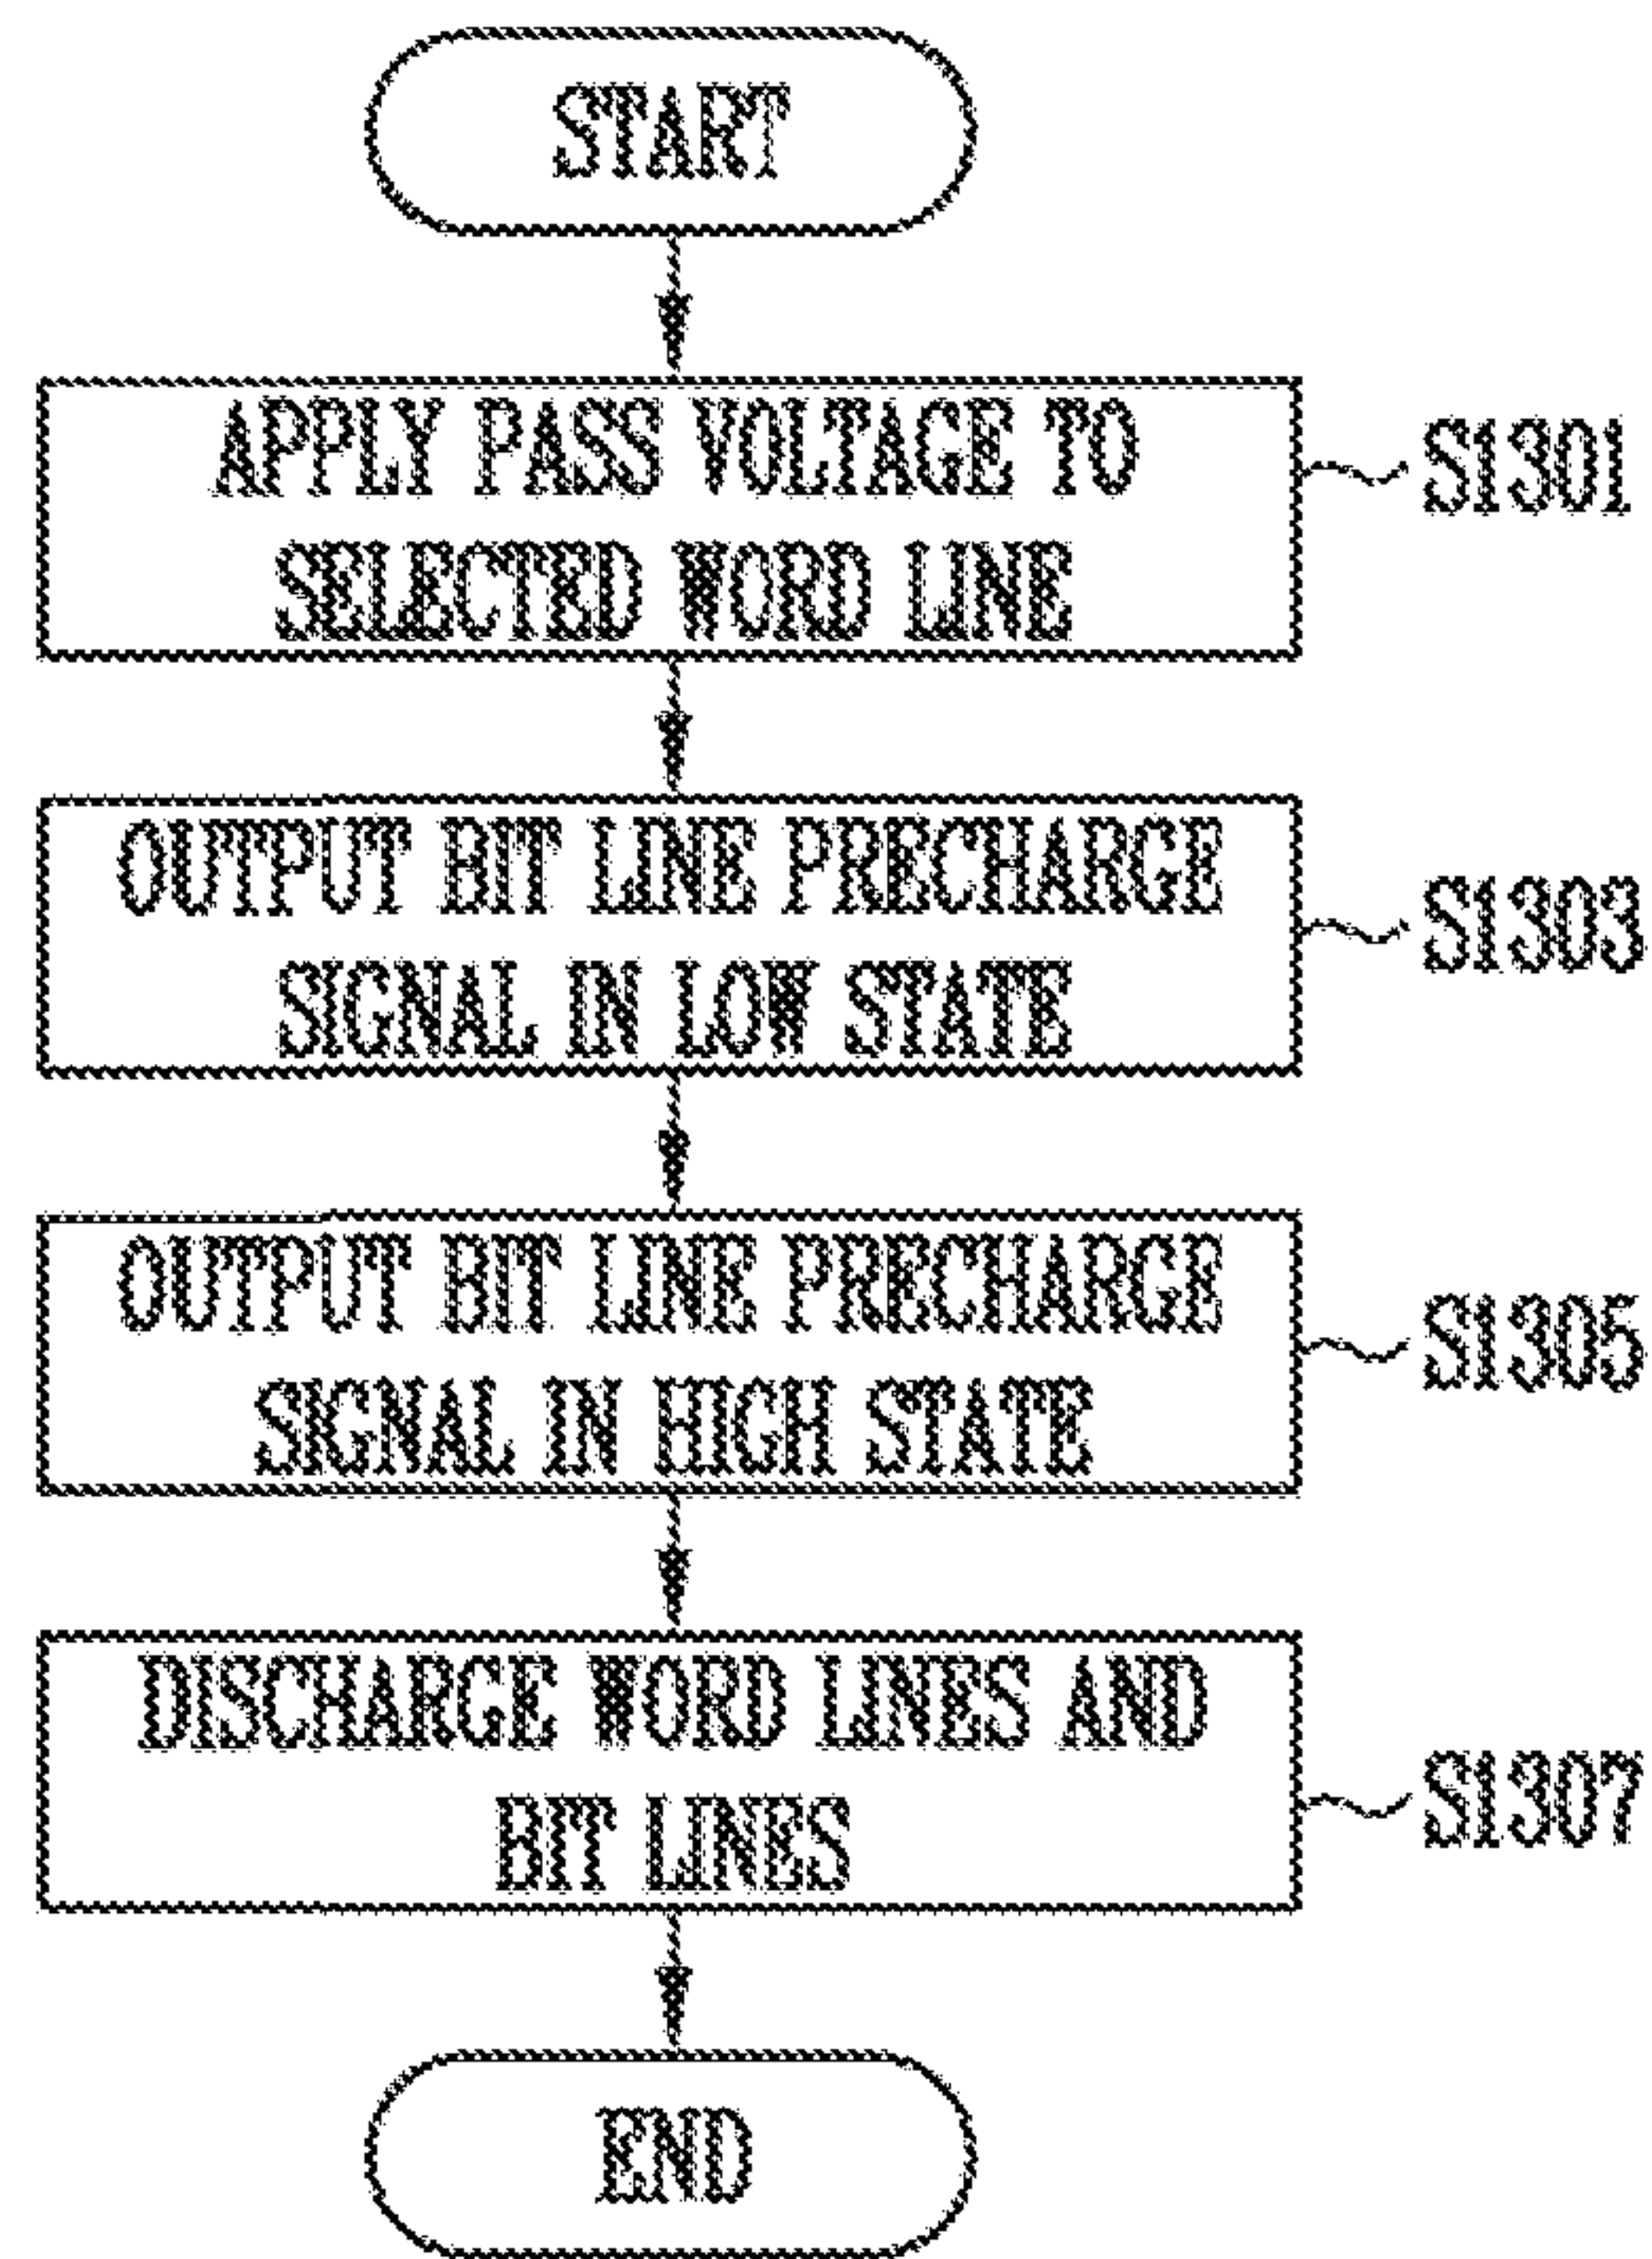 START
APPLY PASS VOLTAGE TO
SELECTED WORD LINE
S1301
OUTPUT BIT LINE PRECHARGE
SIGNAL IN LOW STATE
S1303
OUTPUT BIT LINE PRECHARGE
SIGNAL IN HIGH STATE
S1305
DISCHARGE WORD LINES AND
BIT LINES
S1307
END